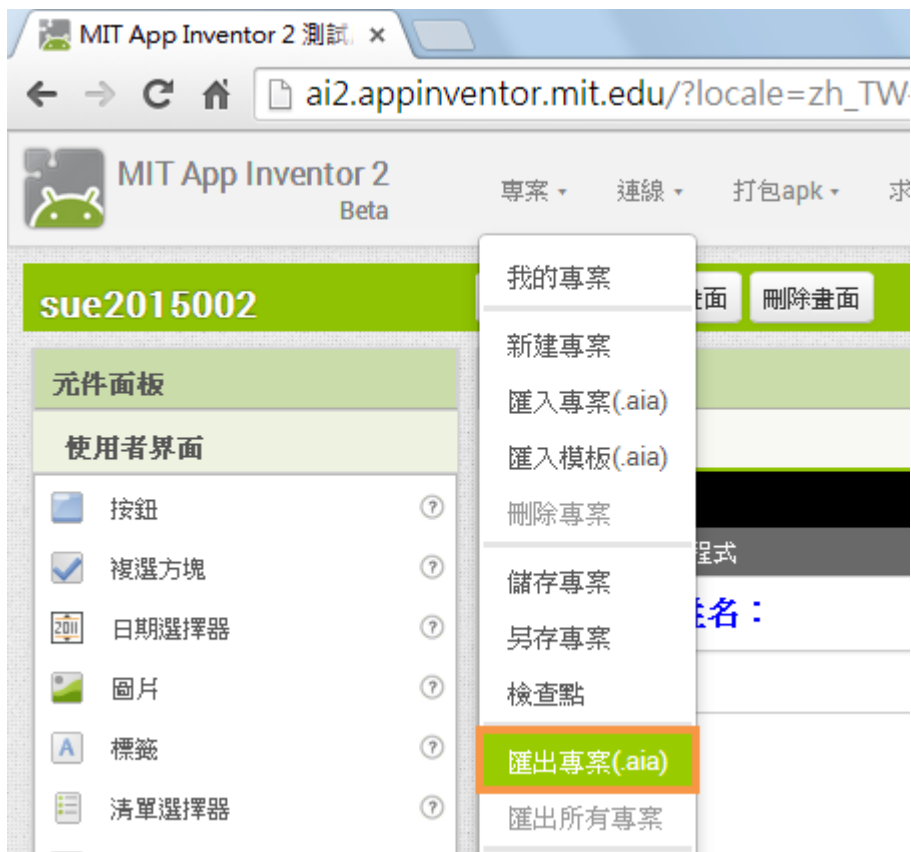 MIT App Inventor 2 測試
ai2.appinventor.mit.edu/?locale=zh_TW
MIT App Inventor 2
Beta
專案
連線
打包apk
求
sue2015002
面
刪除畫面
元件面板
使用者界面
按鈕
複選方塊
日期選擇器
圖片
標籤
清單選擇器
我的專案
新建專案
匯入專案(.aia)
匯入模板(.aia)
刪除專案
儲存專案
另存專案
檢查點
匯出專案(.aia)
匯出所有專案
程式
姓名：